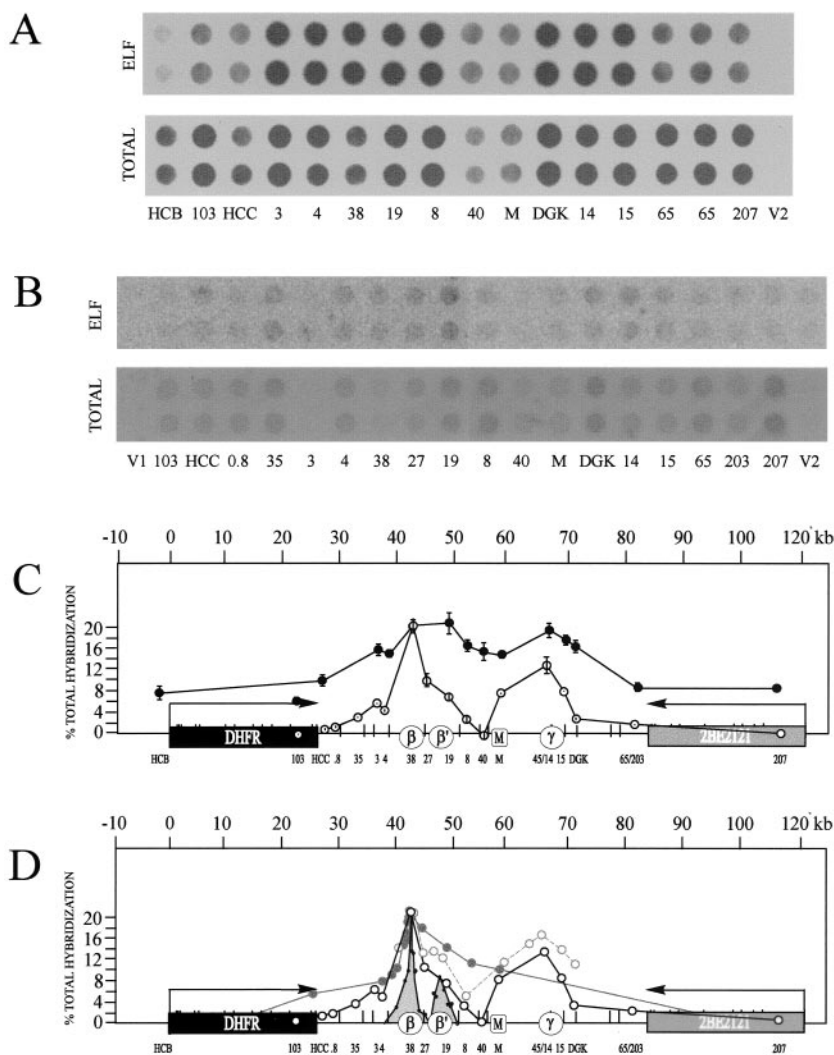 A
ELF
TOTAL
HCB 103 HCC 3 4 38 19 8 40 M DGK 14 15 65 65 207 V2
B
ELF
TOTAL
V1 103 HCC 0.8 35 3 4 38 27 19 8 40 M DGK 14 15 65 203 207 V2
-10 0 10 20 30 40 50 60 70 80 90 100 110 120 kb
C
% TOTAL HYBRIDIZATION
20
16
12
8
4
0
DHFR β β' M γ 2BE2121
HCB 103 HCC .8 35 3 4 38 27 19 8 40 M 45/14 15 DGK 65/203 207
-10 0 10 20 30 40 50 60 70 80 90 100 110 120 kb
D
% TOTAL HYBRIDIZATION
20
16
12
8
4
0
DHFR β β' M γ 2BE2121
HCB 103 HCC .8 35 34 38 27 19 8 40 M 45/14 15 DGK 65/203 207